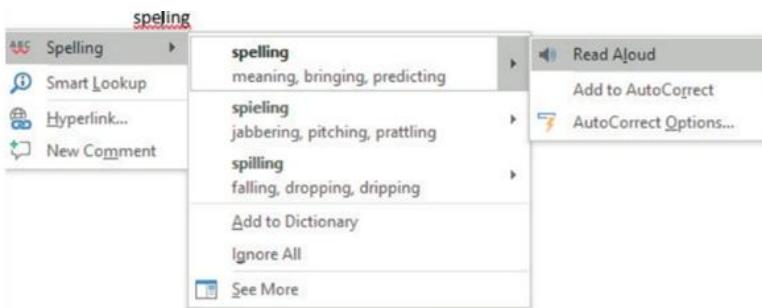 speling
Spelling
Smart Lookup
Hyperlink...
New Comment
spelling
meaning, bringing, predicting
spieling
jabbering, pitching, prattling
spilling
falling, dropping, dripping
Add to Dictionary
Ignore All
See More
Read Aloud
Add to AutoCorrect
AutoCorrect Options...